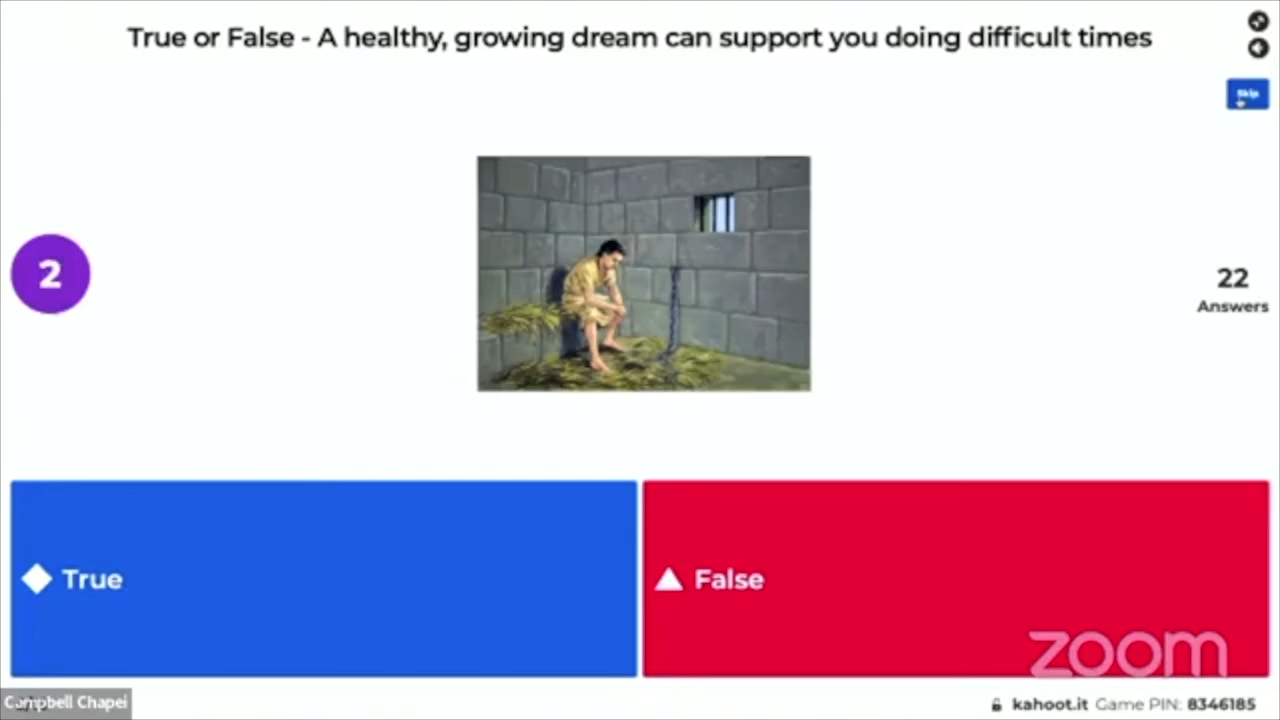 True or False - A healthy, growing dream can support you doing difficult times
Skip
2
22
Answers
True
False
zoom
Campbell Chapel
kahoot.it Game PIN: 8346185